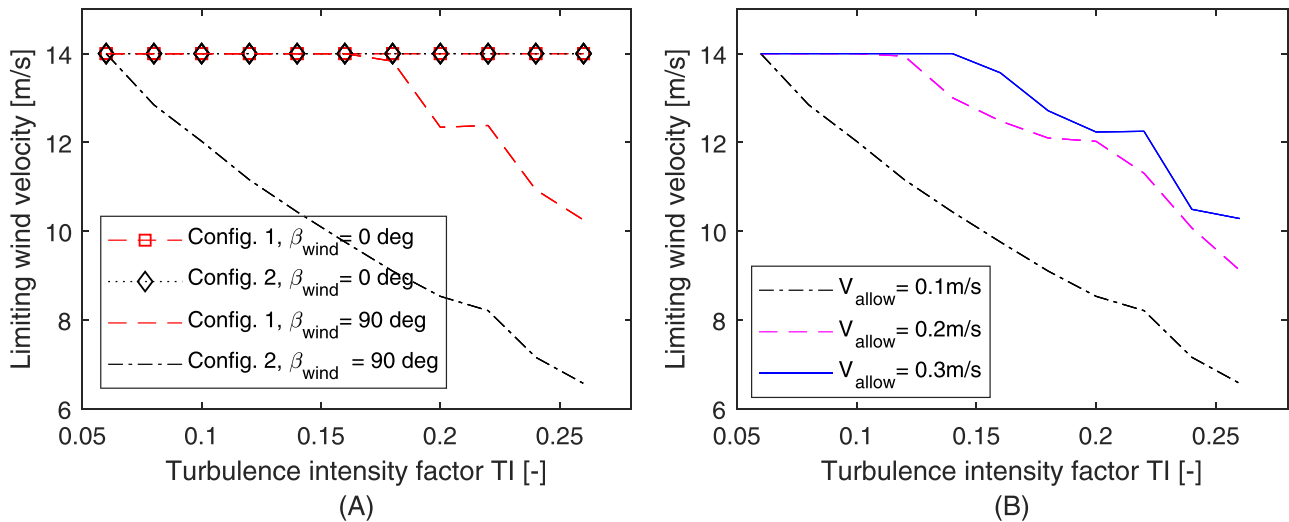 Limiting wind velocity [m/s]
14
12
10
8
6
Config. 1, βwind= 0 deg
Config. 2, βwind= 0 deg
Config. 1, βwind= 90 deg
Config. 2, βwind = 90 deg
0.05
0.1
0.15
0.2
0.25
Turbulence intensity factor TI [-]
(A)
Limiting wind velocity [m/s]
14
12
10
8
6
Vallow= 0.1m/s
Vallow= 0.2m/s
Vallow= 0.3m/s
0.05
0.1
0.15
0.2
0.25
Turbulence intensity factor TI [-]
(B)